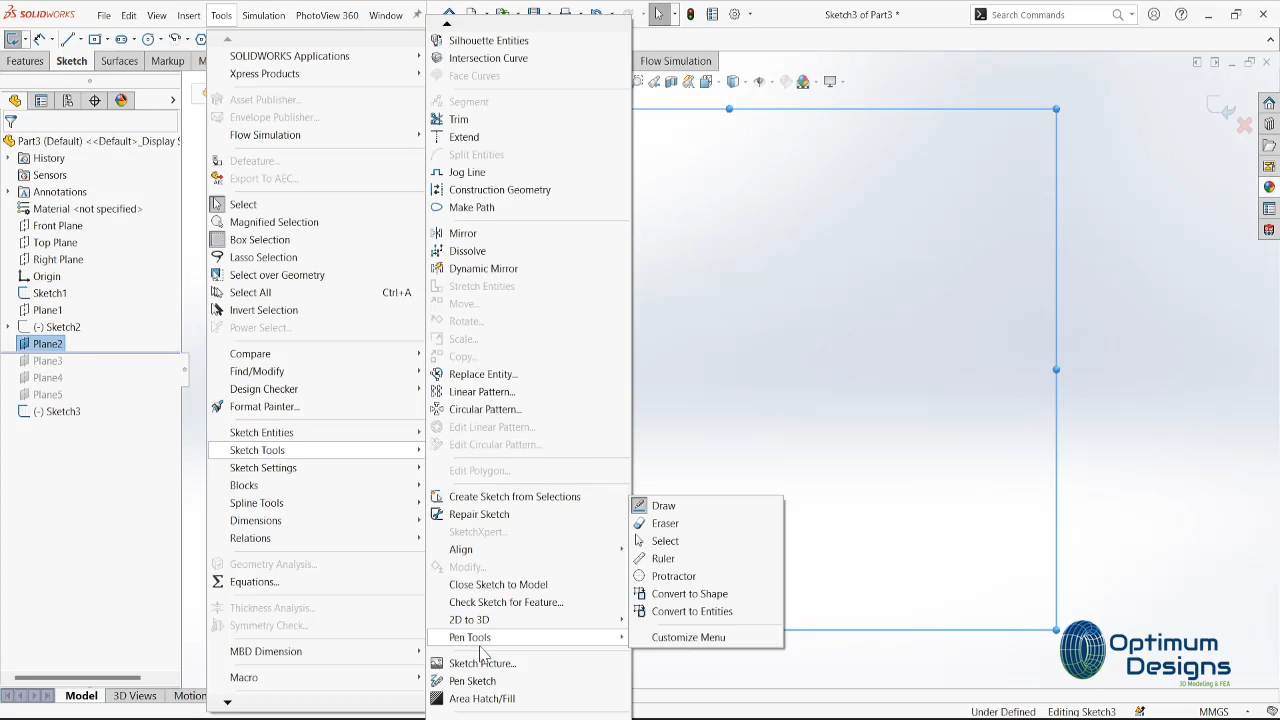 SOLIDWORKS File Edit View Insert Tools Simulation PhotoView 360 Window Sketch3 of Part3 * Search Commands
Features Sketch Surfaces Markup M Flow Simulation
Part3 (Default) <<Default>_Display S
History
Sensors
Annotations
Material <not specified>
Front Plane
Top Plane
Right Plane
Origin
Sketch1
Plane1
(-) Sketch2
Plane2
Plane3
Plane4
Plane5
(-) Sketch3
SOLIDWORKS Applications
Xpress Products
Asset Publisher...
Envelope Publisher...
Flow Simulation
Defeature...
Export To AEC...
Select
Magnified Selection
Box Selection
Lasso Selection
Select over Geometry
Select All Ctrl+A
Invert Selection
Power Select...
Compare
Find/Modify
Design Checker
Format Painter...
Sketch Entities
Sketch Tools
Sketch Settings
Blocks
Spline Tools
Dimensions
Relations
Geometry Analysis...
Equations...
Thickness Analysis...
Symmetry Check...
MBD Dimension
Macro
Silhouette Entities
Intersection Curve
Face Curves
Segment
Trim
Extend
Split Entities
Jog Line
Construction Geometry
Make Path
Mirror
Dissolve
Dynamic Mirror
Stretch Entities
Move...
Rotate...
Scale...
Copy...
Replace Entity...
Linear Pattern...
Circular Pattern...
Edit Linear Pattern...
Edit Circular Pattern...
Edit Polygon...
Create Sketch from Selections
Repair Sketch
SketchXpert...
Align
Modify...
Close Sketch to Model
Check Sketch for Feature...
2D to 3D
Pen Tools
Sketch Picture...
Pen Sketch
Area Hatch/Fill
Draw
Eraser
Select
Ruler
Protractor
Convert to Shape
Convert to Entities
Customize Menu
Optimum
Designs
3D Modeling & FEA
Model 3D Views Motion
Under Defined Editing Sketch3 MMGS